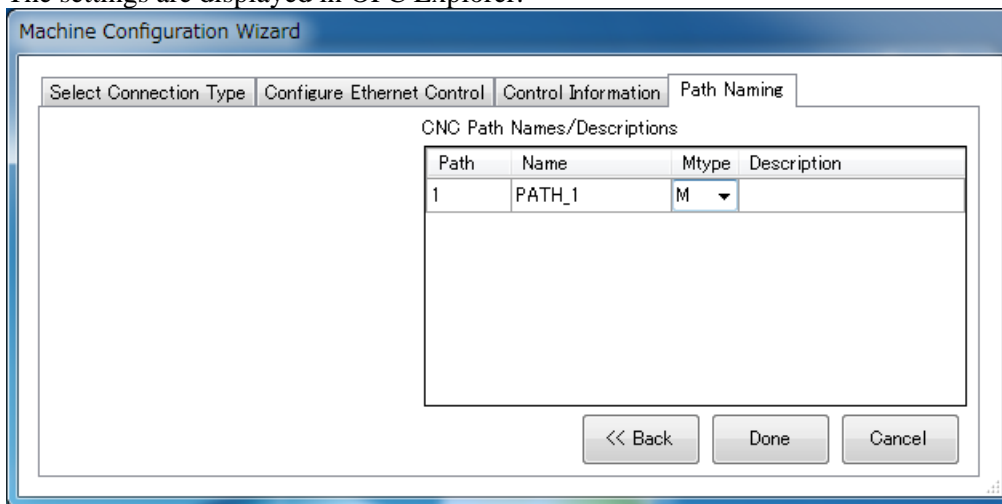 The settings are displayed in OPC Explorer.
Machine Configuration Wizard
Select Connection Type Configure Ethernet Control Control Information Path Naming
CNC Path Names/Descriptions
Path Name Mtype Description
1 PATH_1 M
<< Back Done Cancel